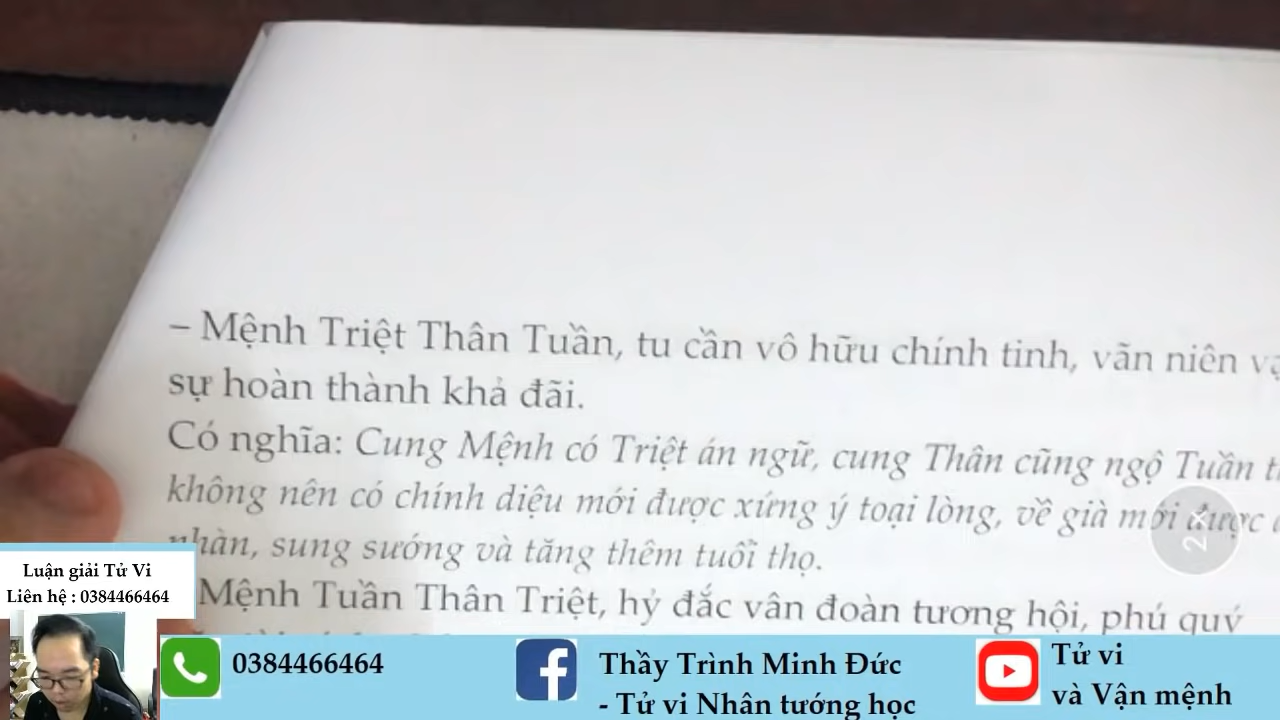 – Mệnh Triệt Thân Tuần, tu cần vô hữu chính tinh, vãn niên
sự hoàn thành khả đãi.
Có nghĩa: Cung Mệnh có Triệt án ngữ, cung Thân cũng ngộ Tuần
không nên có chính diệu mới được xứng ý toại lòng, về già mới được
nhàn, sung sướng và tăng thêm tuổi thọ.
Mệnh Tuần Thân Triệt, hỷ đắc vân đoàn tương hội, phú quý
2×
Luận giải Tử Vi
Liên hệ : 0384466464
0384466464
Thầy Trình Minh Đức
- Tử vi Nhân tướng học
Tử vi
và Vận mệnh